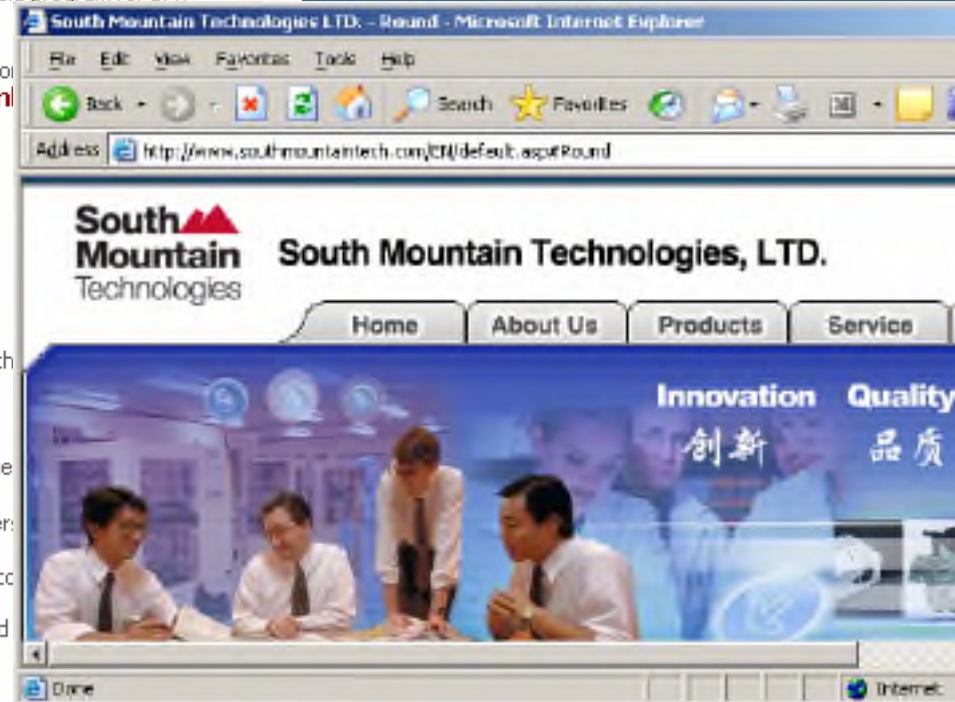 South Mountain Technologies LTD. - Round - Microsoft Internet Explorer
File Edit View Favorites Tools Help
Back Search Favorites
Address http://www.southmountaintech.com/EN/default.asp#Round
South
Mountain
Technologies
South Mountain Technologies, LTD.
Home About Us Products Service
Innovation Quality
创新 品质
Done Internet